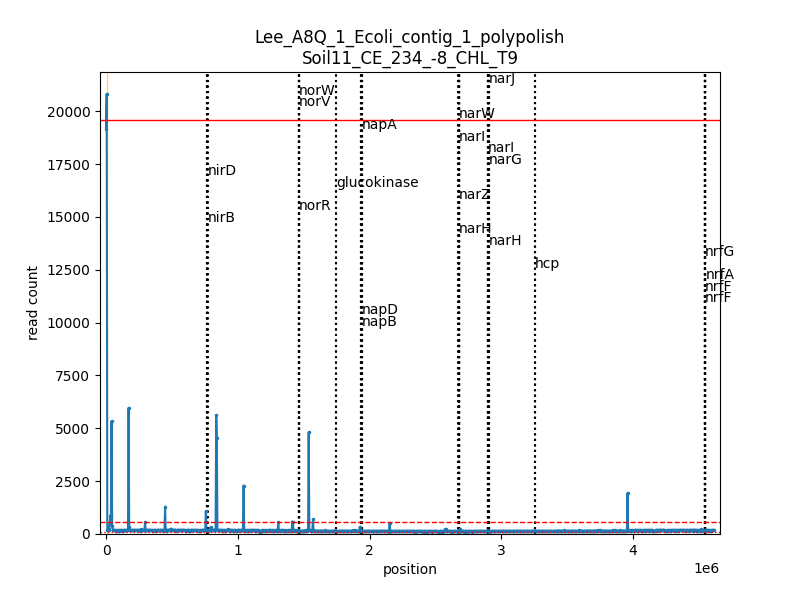 Lee_A8Q_1_Ecoli_contig_1_polypolish
Soil11_CE_234_-8_CHL_T9
narJ
norW
norV
narW
napA
narI
narI
narG
nirD
glucokinase
narZ
norR
nirB
narH
narH
nrfG
hcp
nrfA
nrfF
nrfF
napD
napB
20000
17500
15000
12500
10000
7500
5000
2500
0
read count
0 1 2 3 4
1e6
position